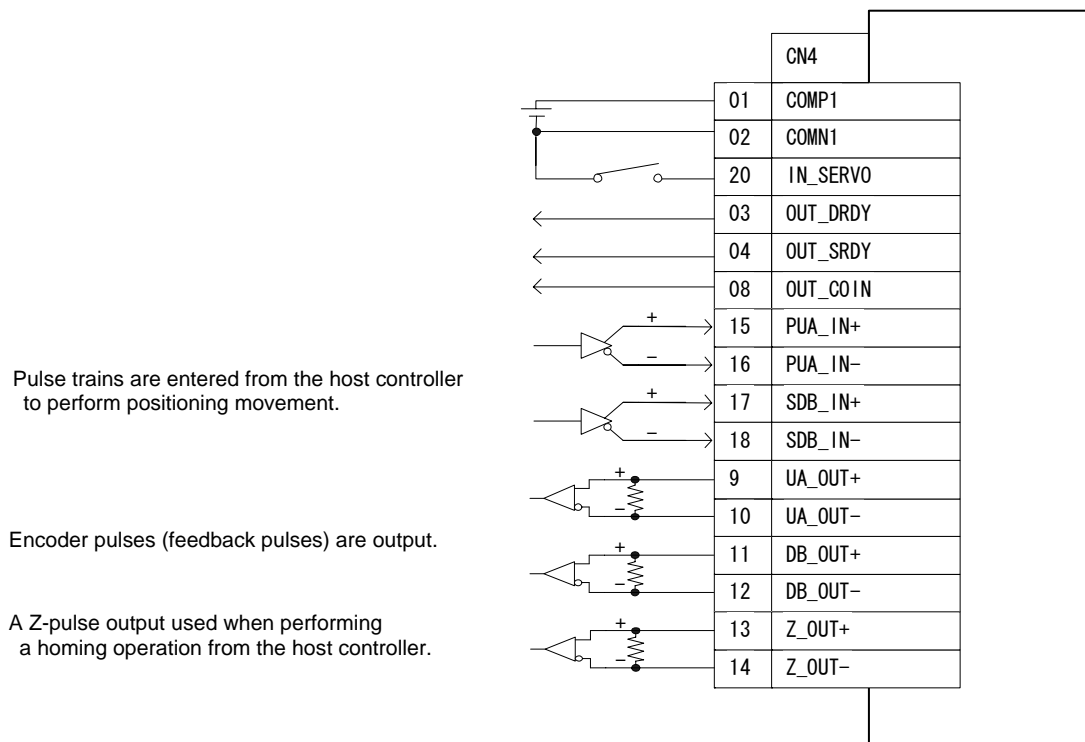 CN4
01 COMP1
02 COMN1
20 IN_SERVO
03 OUT_DRDY
04 OUT_SRDY
08 OUT_COIN
+ 15 PUA_IN+
− 16 PUA_IN−
Pulse trains are entered from the host controller
to perform positioning movement.
+ 17 SDB_IN+
− 18 SDB_IN−
+ 9 UA_OUT+
− 10 UA_OUT−
Encoder pulses (feedback pulses) are output.
+ 11 DB_OUT+
− 12 DB_OUT−
A Z-pulse output used when performing
a homing operation from the host controller.
+ 13 Z_OUT+
− 14 Z_OUT−